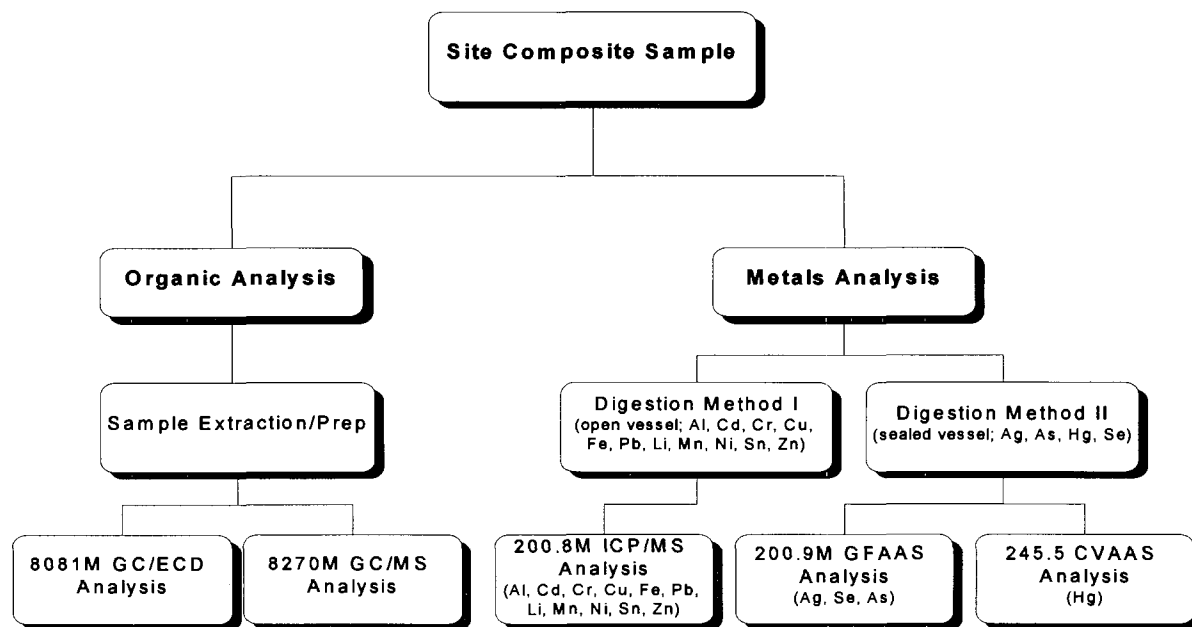 Site Composite Sample
Organic Analysis
Metals Analysis
Sample Extraction/Prep
Digestion Method I
(open vessel; Al, Cd, Cr, Cu,
Fe, Pb, Li, Mn, Ni, Sn, Zn)
Digestion Method II
(sealed vessel; Ag, As, Hg, Se)
8081M GC/ECD
Analysis
8270M GC/MS
Analysis
200.8M ICP/MS
Analysis
(Al, Cd, Cr, Cu, Fe, Pb,
Li, Mn, Ni, Sn, Zn)
200.9M GFAAS
Analysis
(Ag, Se, As)
245.5 CVAAS
Analysis
(Hg)